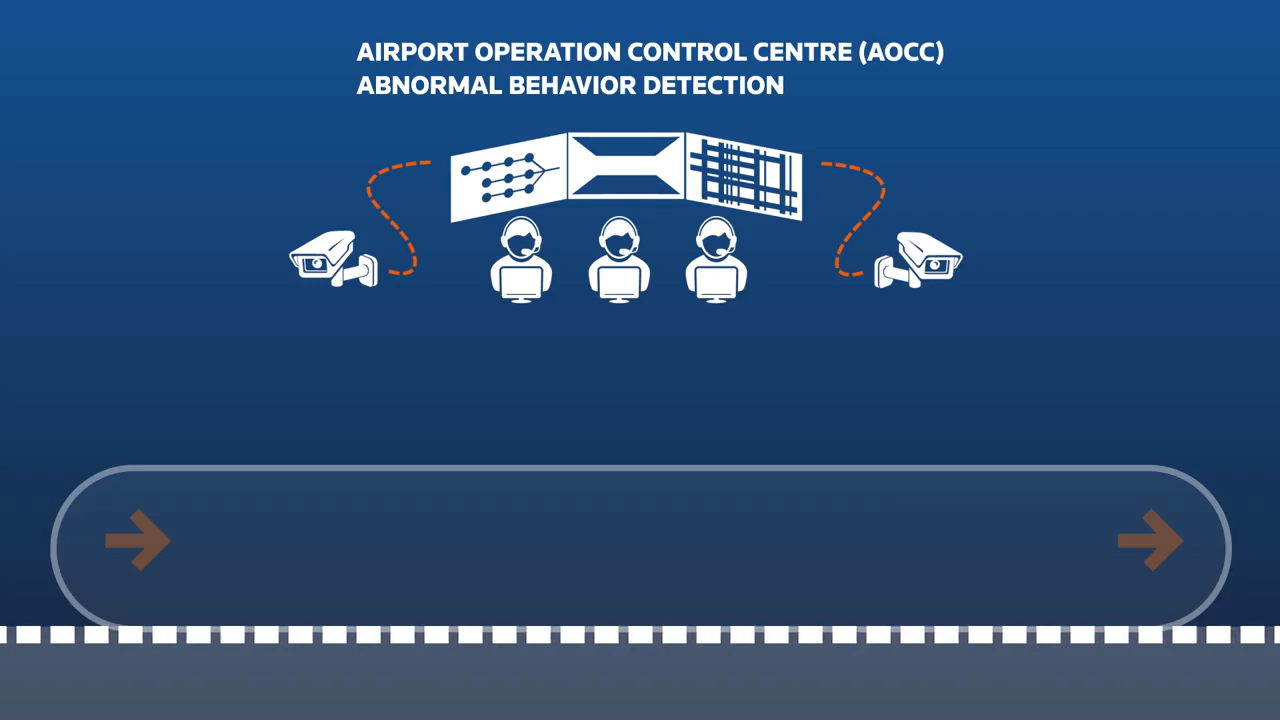 AIRPORT OPERATION CONTROL CENTRE (AOCC)
ABNORMAL BEHAVIOR DETECTION